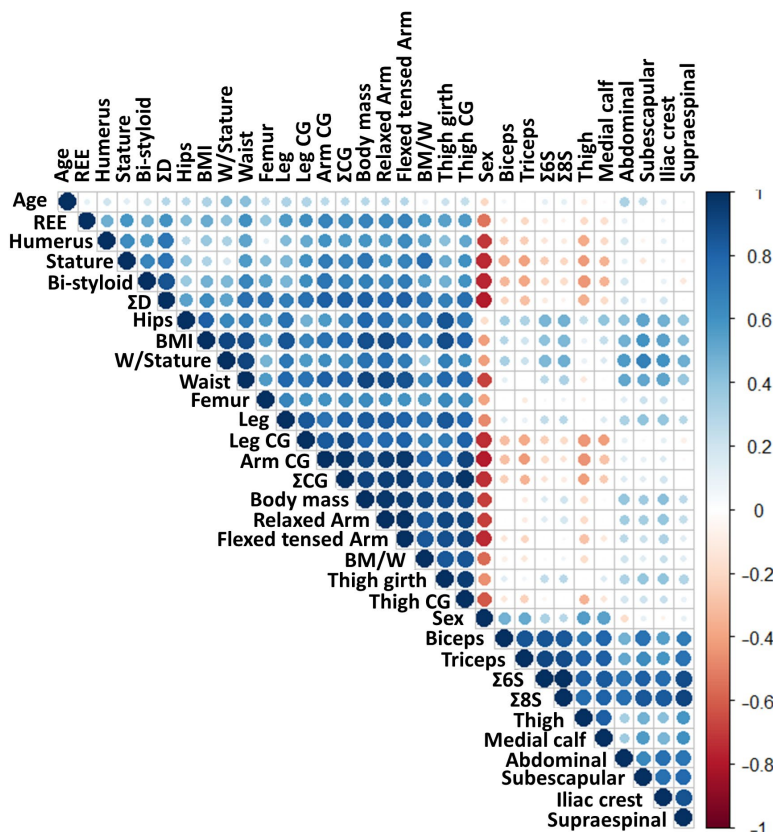 Age
REE
Humerus
Stature
Bi-styloid
ΣD
Hips
BMI
W/Stature
Waist
Femur
Leg
Leg CG
Arm CG
ΣCG
Body mass
Relaxed Arm
Flexed tensed Arm
BM/W
Thigh girth
Thigh CG
Sex
Biceps
Triceps
Σ6S
Σ8S
Thigh
Medial calf
Abdominal
Subescapular
Iliac crest
Supraespinal
Age
REE
Humerus
Stature
Bi-styloid
ΣD
Hips
BMI
W/Stature
Waist
Femur
Leg
Leg CG
Arm CG
ΣCG
Body mass
Relaxed Arm
Flexed tensed Arm
BM/W
Thigh girth
Thigh CG
Sex
Biceps
Triceps
Σ6S
Σ8S
Thigh
Medial calf
Abdominal
Subescapular
Iliac crest
Supraespinal
1
0.8
0.6
0.4
0.2
0
-0.2
-0.4
-0.6
-0.8
-1